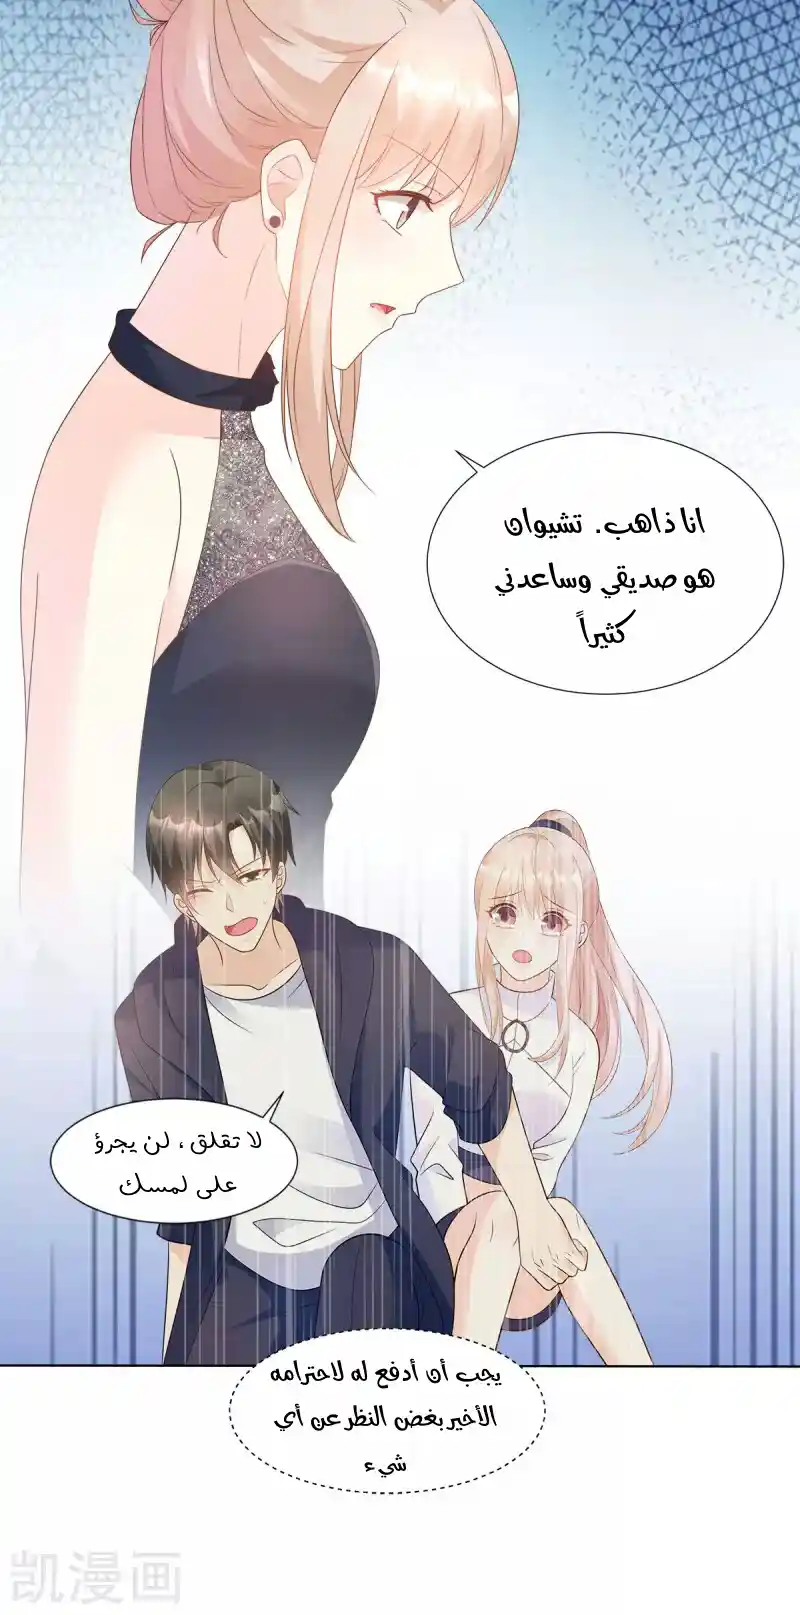 انا ذاهب. تشيوان
هو صديقي وساعدني
كثيراً
لا تقلق ، لن يجرؤ
على لمسك
يجب أن أدفع له لاحترامه
الأخير بغض النظر عن أي
شيء
凯漫画